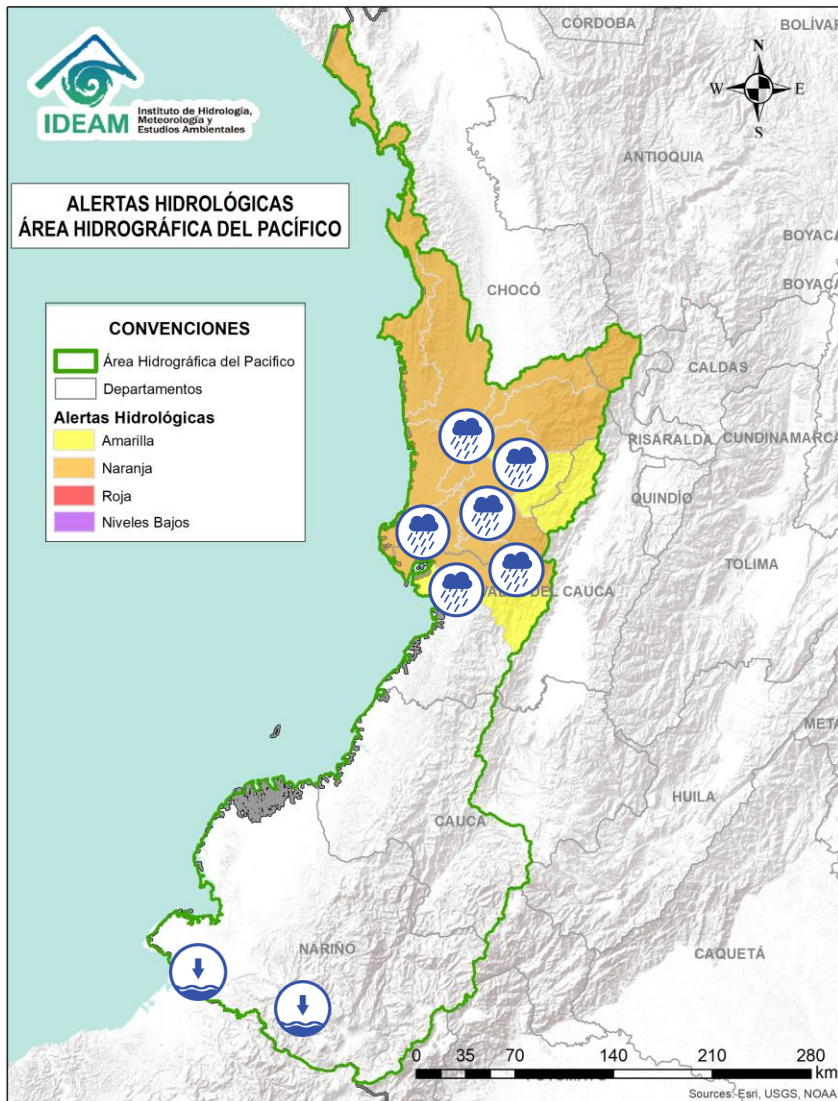 IDEAM
Instituto de Hidrología,
Meteorología y
Estudios Ambientales
ALERTAS HIDROLÓGICAS
ÁREA HIDROGRÁFICA DEL PACÍFICO
CONVENCIONES
Área Hidrográfica del Pacifico
Departamentos
Alertas Hidrológicas
Amarilla
Naranja
Roja
Niveles Bajos
N
W
E
S
CÓRDOBA
BOLÍVAR
ANTIOQUIA
BOYACÁ
BOYACÁ
CHOCÓ
CALDAS
RISARALDA
CUNDINAMARCA
QUINDÍO
TOLIMA
DEL CAUCA
META
HUILA
CAUCA
NARIÑO
CAQUETÁ
0 35 70 140 210 280
km
Sources: Esri, USGS, NOAA